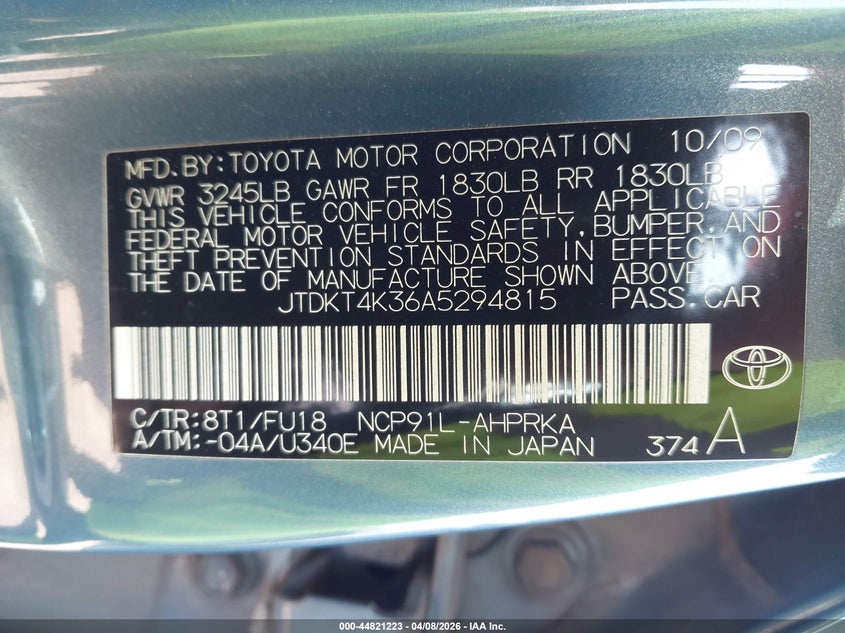 MFD.BY:TOYOTA MOTOR CORPORATION 10/09
GVWR 3245LB GAWR FR 1830LB RR 1830LB
THIS VEHICLE CONFORMS TO ALL APPLICABLE
FEDERAL MOTOR VEHICLE SAFETY,BUMPER,AND
THEFT PREVENTION STANDARDS IN EFFECT ON
THE DATE OF MANUFACTURE SHOWN ABOVE.
JTDKT4K36A5294815 PASS.CAR
C/TR:8T1/FU18 NCP91L-AHPRKA
A/TM:-04A/U340E MADE IN JAPAN 374 A
000-44821223 - 04/08/2026 - IAA Inc.